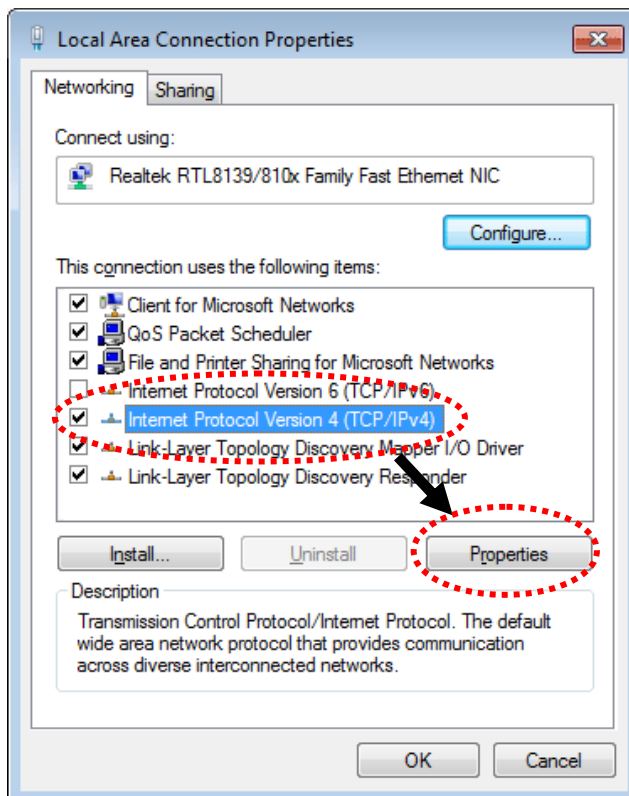 Local Area Connection Properties
Networking
Sharing
Connect using:
Realtek RTL8139/810x Family Fast Ethernet NIC
Configure...
This connection uses the following items:
Client for Microsoft Networks
QoS Packet Scheduler
File and Printer Sharing for Microsoft Networks
Internet Protocol Version 6 (TCP/IPv6)
Internet Protocol Version 4 (TCP/IPv4)
Link-Layer Topology Discovery Mapper I/O Driver
Link-Layer Topology Discovery Responder
Install...
Uninstall
Properties
Description
Transmission Control Protocol/Internet Protocol. The default
wide area network protocol that provides communication
across diverse interconnected networks.
OK
Cancel